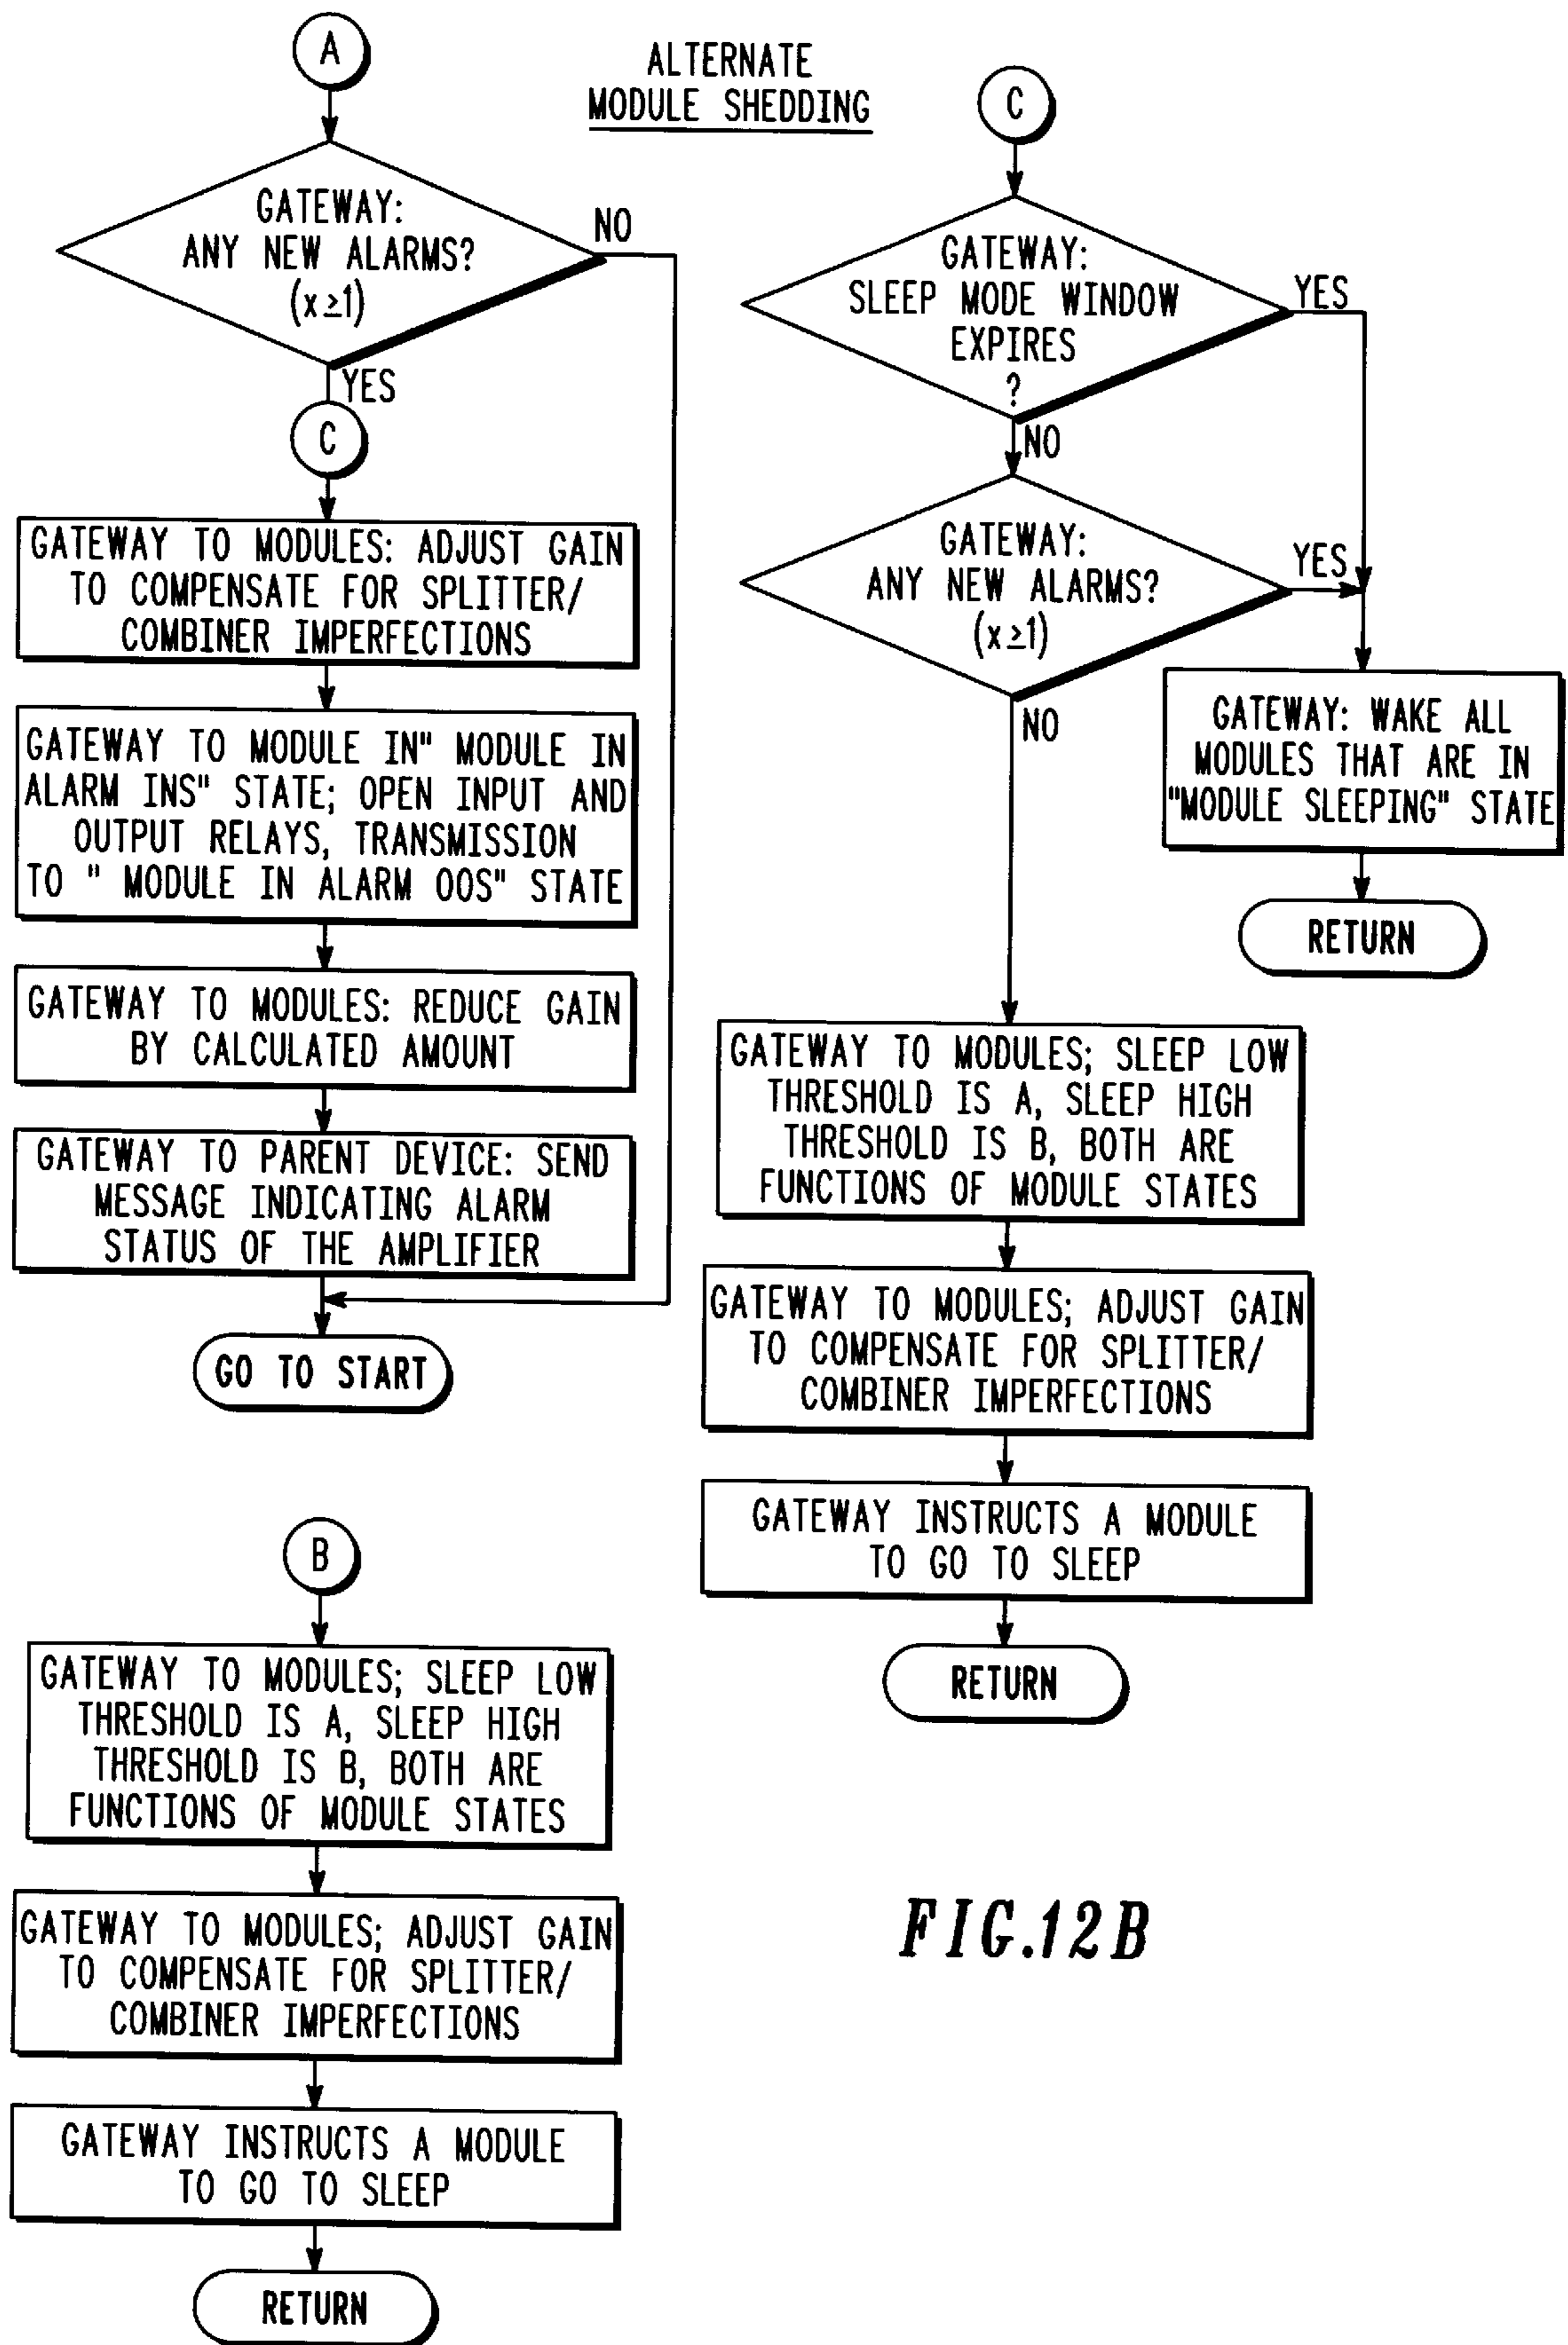 A
ALTERNATE
MODULE SHEDDING
GATEWAY:
ANY NEW ALARMS?
(x≥1)
NO
YES
C
GATEWAY TO MODULES: ADJUST GAIN
TO COMPENSATE FOR SPLITTER/
COMBINER IMPERFECTIONS
GATEWAY TO MODULE IN" MODULE IN
ALARM INS" STATE; OPEN INPUT AND
OUTPUT RELAYS, TRANSMISSION
TO " MODULE IN ALARM OOS" STATE
GATEWAY TO MODULES: REDUCE GAIN
BY CALCULATED AMOUNT
GATEWAY TO PARENT DEVICE: SEND
MESSAGE INDICATING ALARM
STATUS OF THE AMPLIFIER
GO TO START
B
GATEWAY TO MODULES; SLEEP LOW
THRESHOLD IS A, SLEEP HIGH
THRESHOLD IS B, BOTH ARE
FUNCTIONS OF MODULE STATES
GATEWAY TO MODULES; ADJUST GAIN
TO COMPENSATE FOR SPLITTER/
COMBINER IMPERFECTIONS
GATEWAY INSTRUCTS A MODULE
TO GO TO SLEEP
RETURN
C
GATEWAY:
SLEEP MODE WINDOW
EXPIRES
?
YES
NO
GATEWAY:
ANY NEW ALARMS?
(x≥1)
YES
NO
GATEWAY: WAKE ALL
MODULES THAT ARE IN
"MODULE SLEEPING" STATE
RETURN
GATEWAY TO MODULES; SLEEP LOW
THRESHOLD IS A, SLEEP HIGH
THRESHOLD IS B, BOTH ARE
FUNCTIONS OF MODULE STATES
GATEWAY TO MODULES; ADJUST GAIN
TO COMPENSATE FOR SPLITTER/
COMBINER IMPERFECTIONS
GATEWAY INSTRUCTS A MODULE
TO GO TO SLEEP
RETURN
FIG.12B